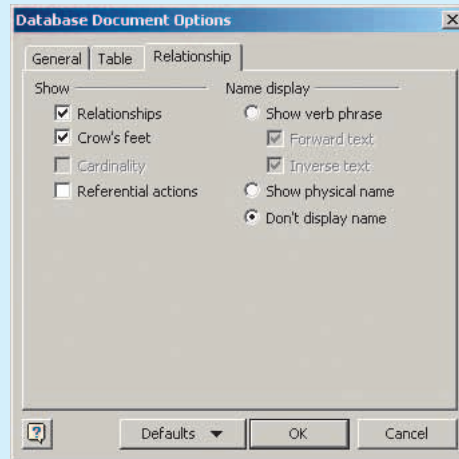 Database Document Options
General Table Relationship
Show
Relationships
Crow's feet
Cardinality
Referential actions
Name display
Show verb phrase
Forward text
Inverse text
Show physical name
Don't display name
Defaults OK Cancel